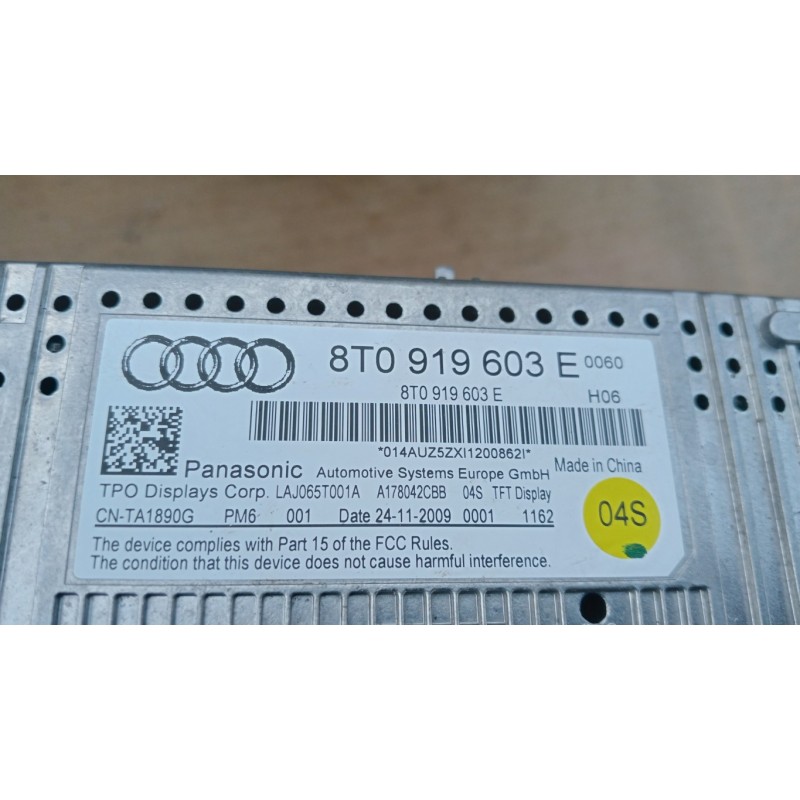 8T0 919 603 E 0060
8T0 919 603 E H06
*014AUZ5ZXI1200862I*
Panasonic Automotive Systems Europe GmbH Made in China
TPO Displays Corp. LAJ065T001A A178042CBB 04S TFT Display
CN-TA1890G PM6 001 Date 24-11-2009 0001 1162
04S
The device complies with Part 15 of the FCC Rules.
The condition that this device does not cause harmful interference.